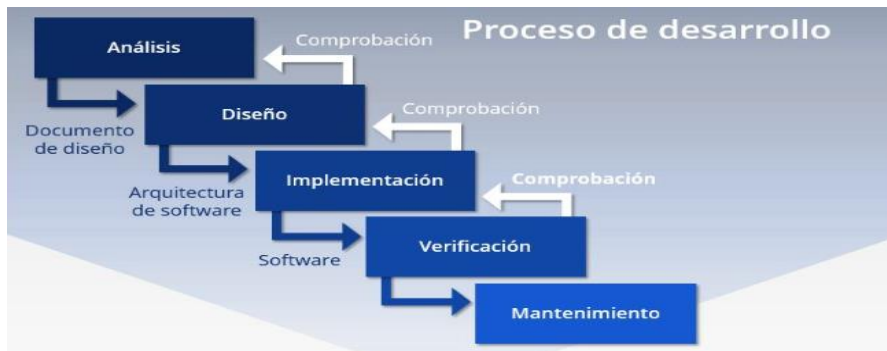 Proceso de desarrollo
Análisis
Comprobación
Documento
de diseño
Diseño
Comprobación
Arquitectura
de software
Implementación
Comprobación
Software
Verificación
Mantenimiento